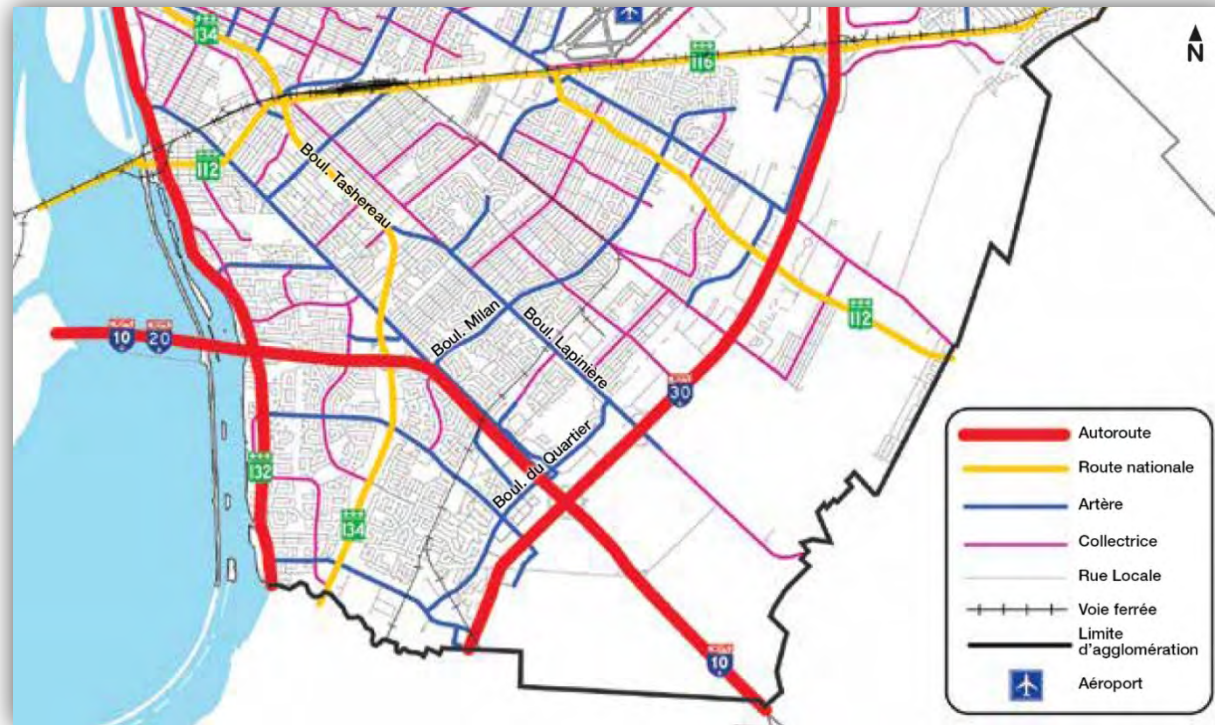 134
116
N
112
Boul. Tashereau
Boul. Milan
Boul. Lapinière
112
10 20
30
132
Boul. du Quartier
134
10
Autoroute
Route nationale
Artère
Collectrice
Rue Locale
Voie ferrée
Limite
d'agglomération
Aéroport